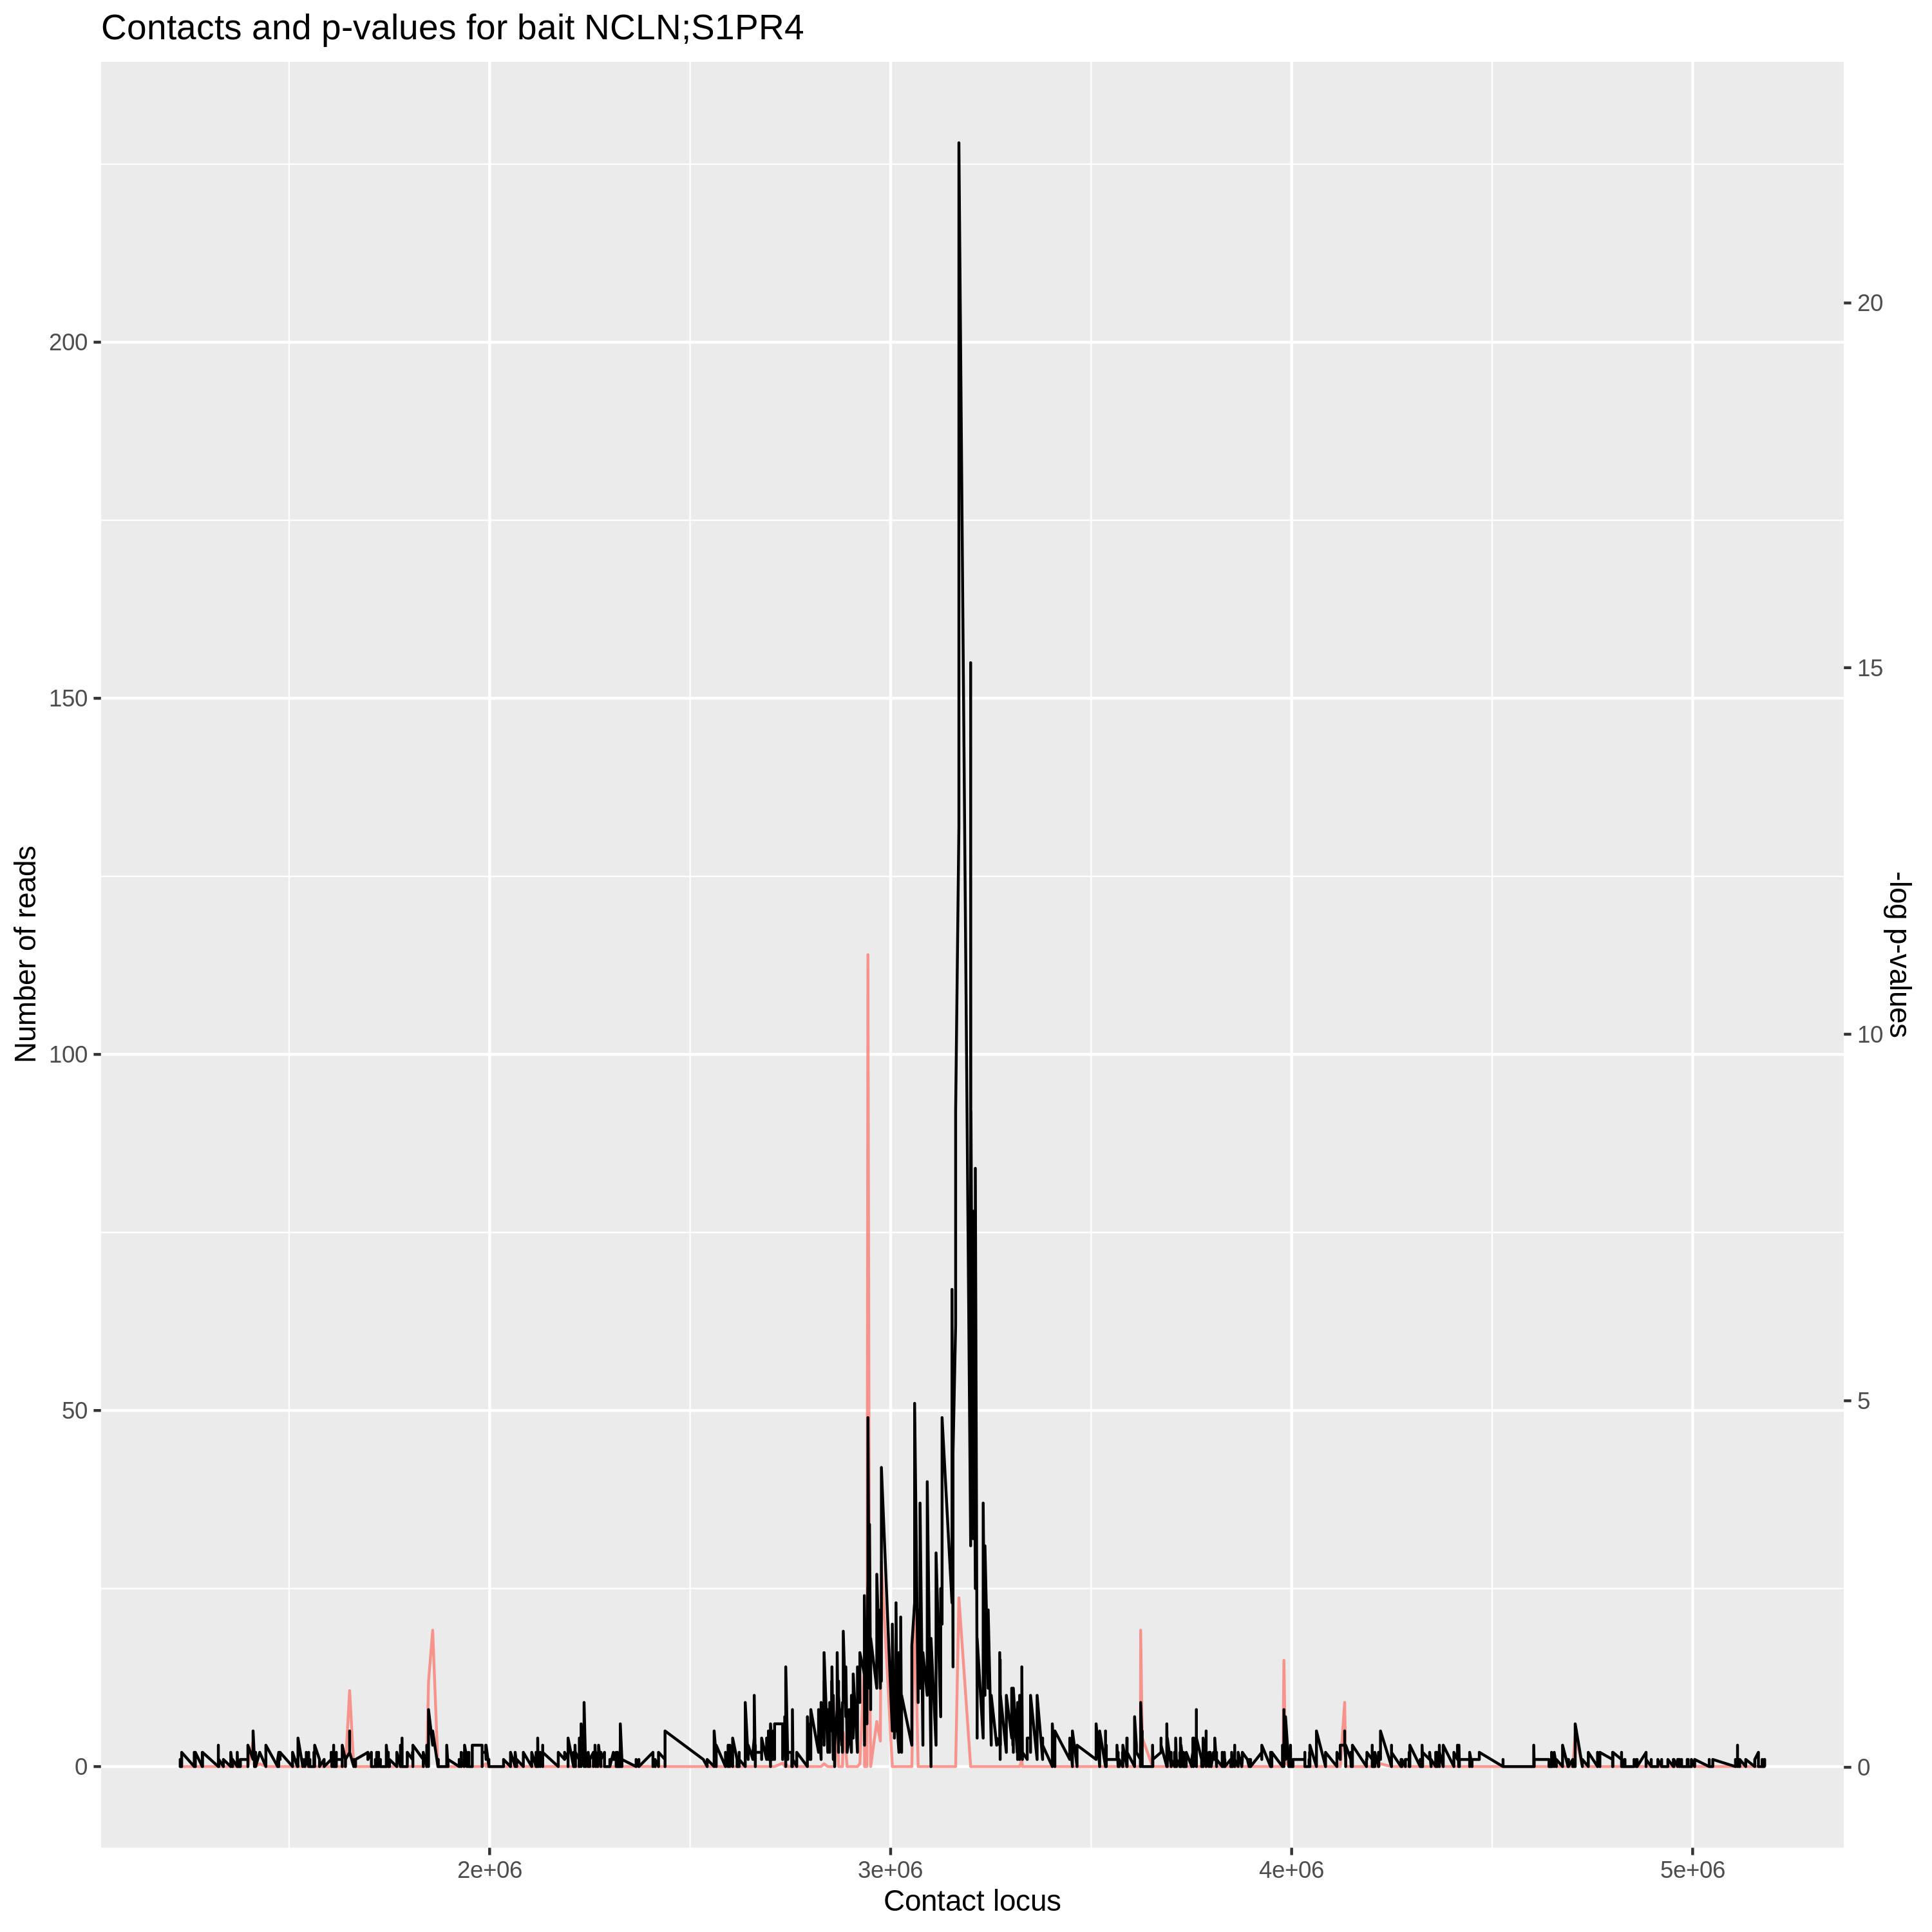 Contacts and p-values for bait NCLN;S1PR4
200
150
100
50
0
Number of reads
20
15
10
5
0
-log p-values
2e+06
3e+06
4e+06
5e+06
Contact locus